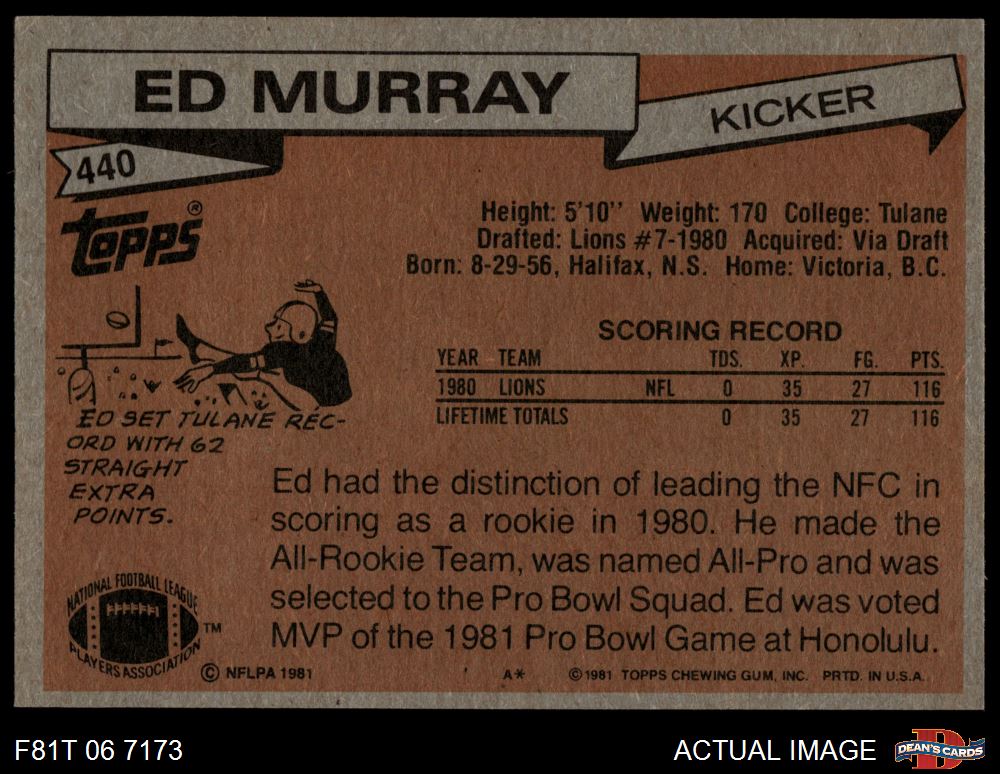 ED MURRAY
KICKER
440
topps®
Height: 5'10'' Weight: 170 College: Tulane
Drafted: Lions #7-1980 Acquired: Via Draft
Born: 8-29-56, Halifax, N.S. Home: Victoria, B.C.
SCORING RECORD
YEAR TEAM TDS. XP. FG. PTS.
1980 LIONS NFL 0 35 27 116
LIFETIME TOTALS 0 35 27 116
ED SET TULANE REC-
ORD WITH 62
STRAIGHT
EXTRA
POINTS.
Ed had the distinction of leading the NFC in
scoring as a rookie in 1980. He made the
All-Rookie Team, was named All-Pro and was
selected to the Pro Bowl Squad. Ed was voted
MVP of the 1981 Pro Bowl Game at Honolulu.
NATIONAL FOOTBALL LEAGUE
PLAYERS ASSOCIATION
TM
© NFLPA 1981 A* ©1981 TOPPS CHEWING GUM, INC. PRTD. IN U.S.A.
F81T 06 7173 ACTUAL IMAGE DEAN'S CARDS